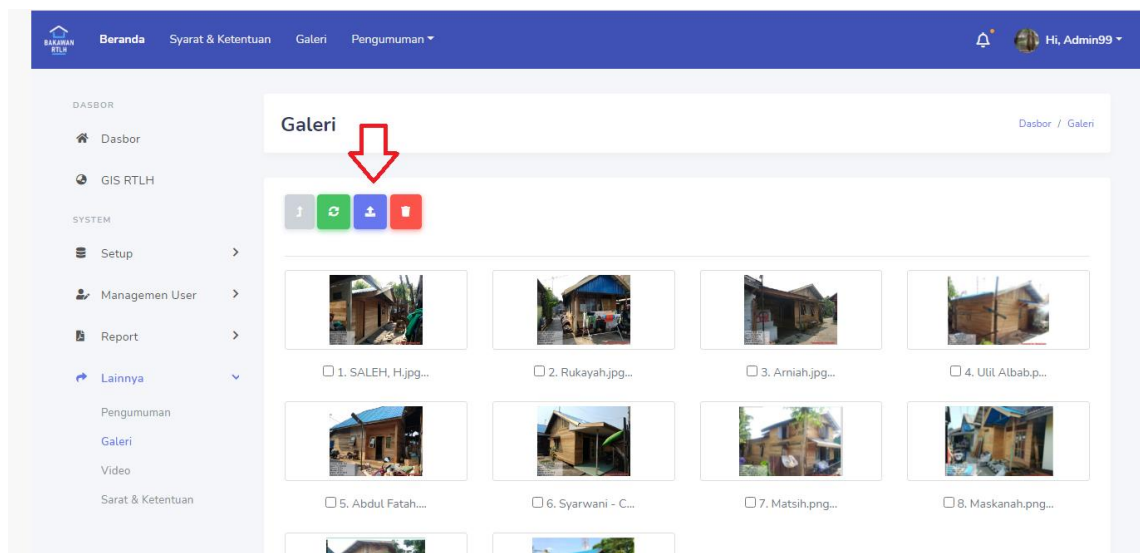 BAKAWAN
RTLH
Beranda Syarat & Ketentuan Galeri Pengumuman Hi, Admin99
DASBOR
Dasbor
GIS RTLH
SYSTEM
Setup
Managemen User
Report
Lainnya
Pengumuman
Galeri
Video
Sarat & Ketentuan
Galeri
Dasbor / Galeri
1. SALEH, H.jpg...
2. Rukayah.jpg...
3. Arniah.jpg...
4. Ulil Albab.p...
5. Abdul Fatah....
6. Syarwani - C...
7. Matsih.png...
8. Maskanah.png...